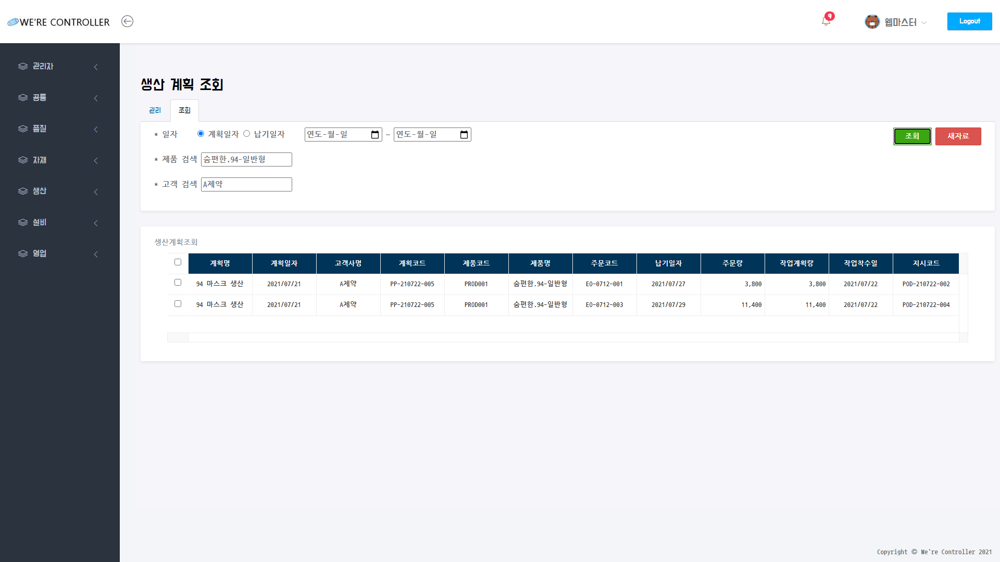 WE'RE CONTROLLER
9
웹마스터
Logout
관리자
공통
품질
자재
생산
설비
영업
생산 계획 조회
관리
조회
* 일자 계획일자 납기일자 연도-월-일 ~ 연도-월-일
조회
새자료
* 제품 검색 숨편한.94-일반형
* 고객 검색 A제약
생산계획조회
계획명 계획일자 고객사명 계획코드 제품코드 제품명 주문코드 납기일자 주문량 작업계획량 작업착수일 지시코드
94 마스크 생산 2021/07/21 A제약 PP-210722-005 PROD001 숨편한.94-일반형 EO-0712-001 2021/07/27 3,800 3,800 2021/07/22 POD-210722-002
94 마스크 생산 2021/07/21 A제약 PP-210722-005 PROD001 숨편한.94-일반형 EO-0712-003 2021/07/29 11,400 11,400 2021/07/22 POD-210722-004
Copyright © We're Controller 2021